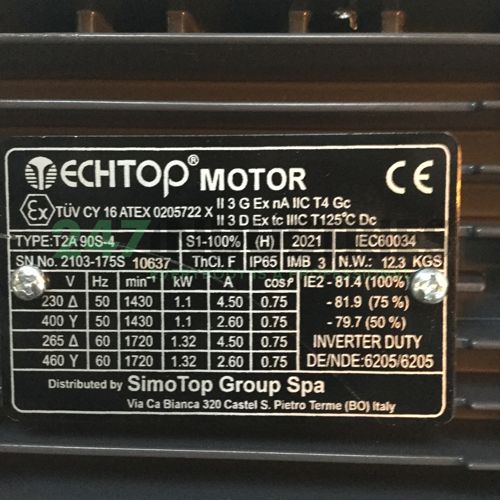 TECHTOP® MOTOR CE
Ex TÜV CY 16 ATEX 0205722 X II 3 G Ex nA IIC T4 Gc
II 3 D Ex tc IIIC T125°C Dc
TYPE: T2A 90S-4 S1-100% (H) 2021 IEC60034
SN.No. 2103-175S 10637 ThCl. F IP65 IMB 3 N.W.: 12.3 KGS
V Hz min⁻¹ kW A cosφ IE2 - 81.4 (100%)
230 Δ 50 1430 1.1 4.50 0.75 - 81.9 (75 %)
400 Y 50 1430 1.1 2.60 0.75 - 79.7 (50 %)
265 Δ 60 1720 1.32 4.50 0.75 INVERTER DUTY
460 Y 60 1720 1.32 2.60 0.75 DE/NDE: 6205/6205
Distributed by SimoTop Group Spa
Via Ca Bianca 320 Castel S. Pietro Terme (BO) Italy